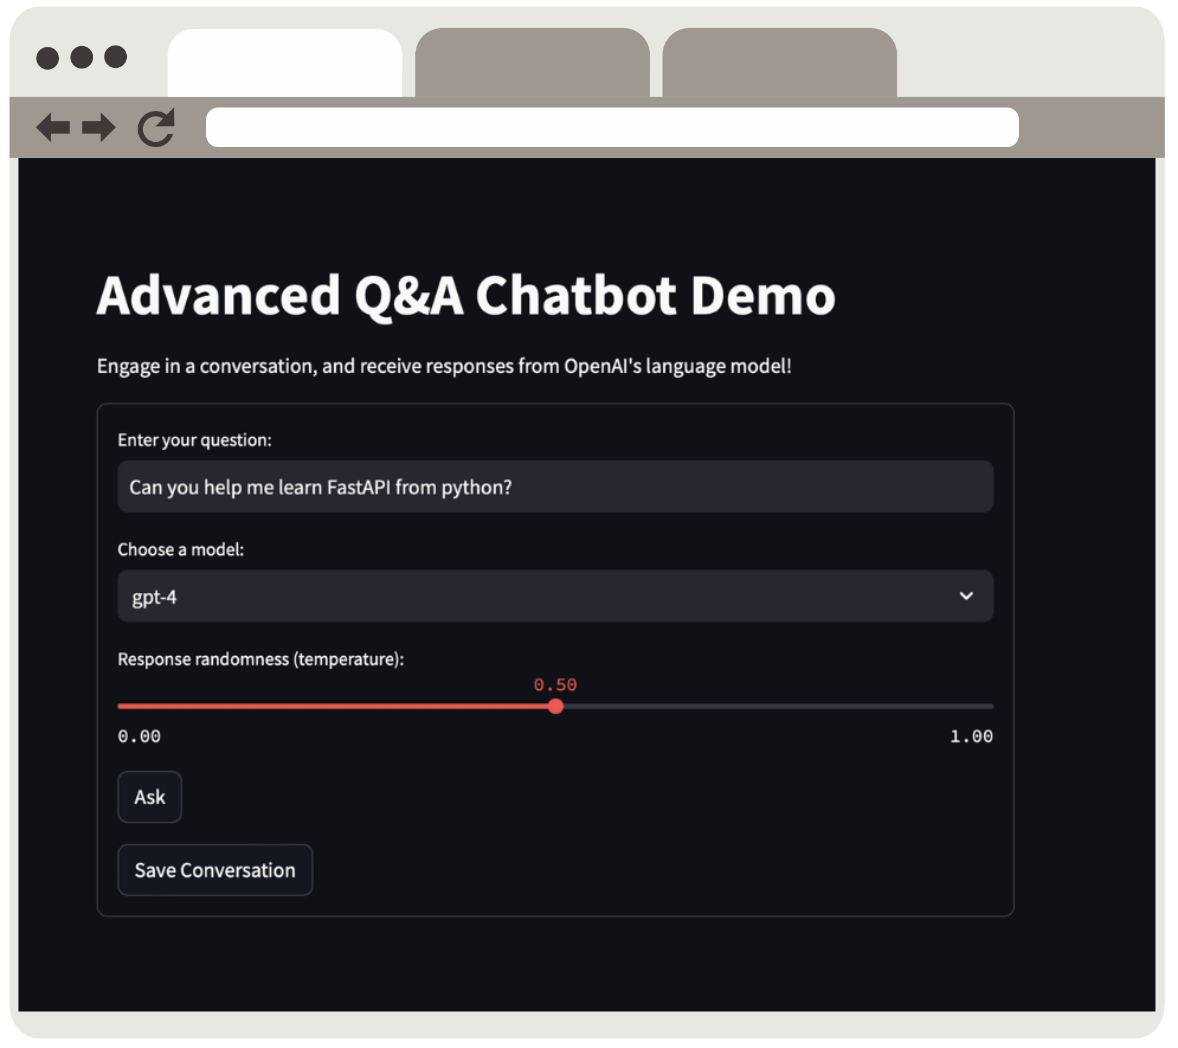 Advanced Q&A Chatbot Demo
Engage in a conversation, and receive responses from OpenAI's language model!
Enter your question:
Can you help me learn FastAPI from python?
Choose a model:
gpt-4
Response randomness (temperature):
0.50
0.00 1.00
Ask
Save Conversation